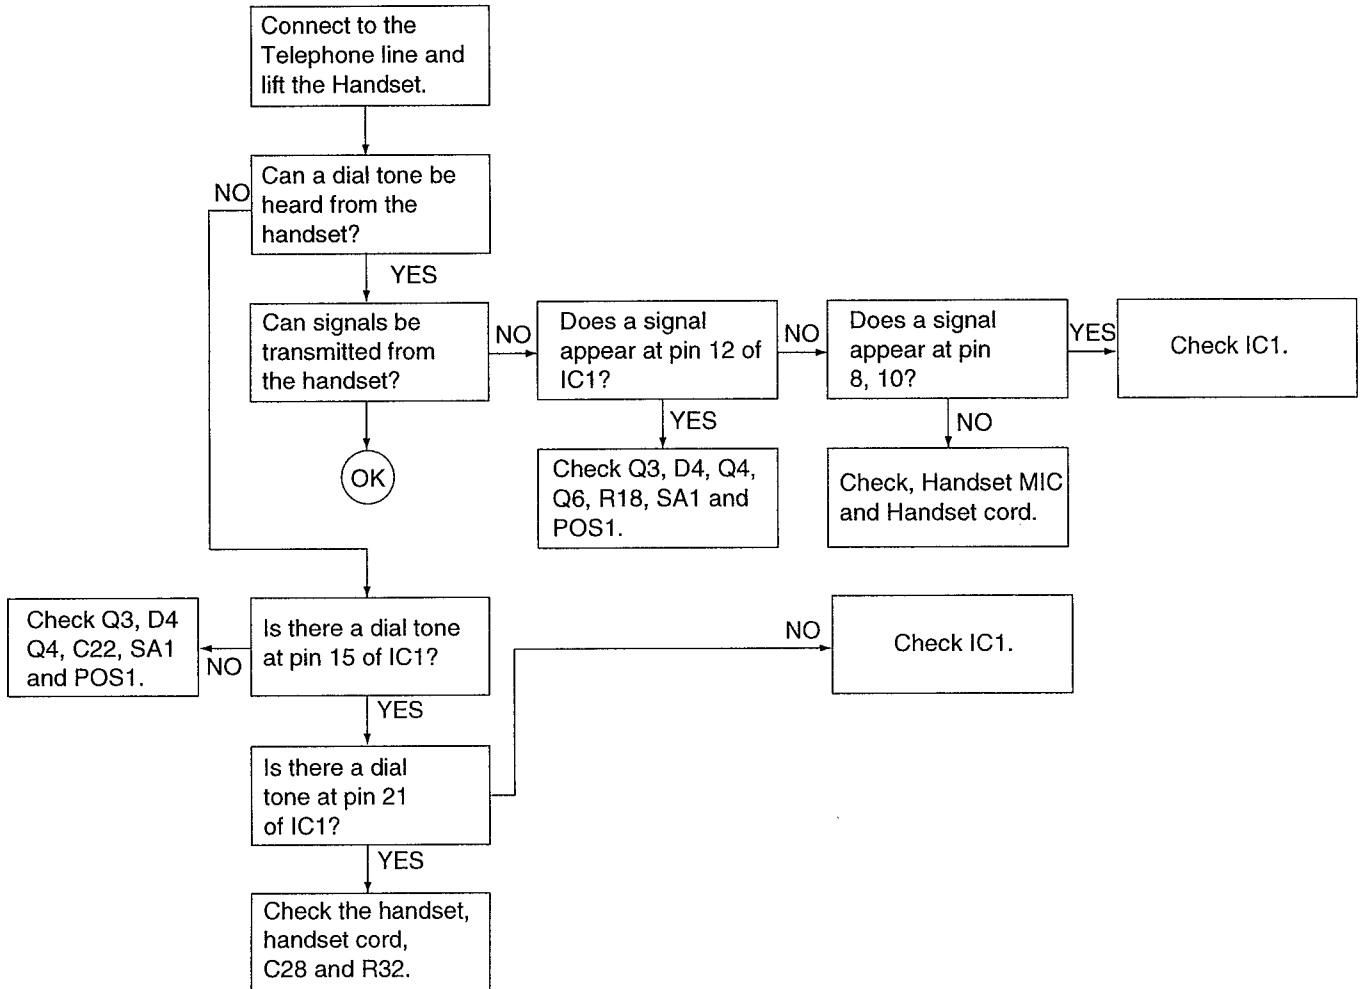 Connect to the
Telephone line and
lift the Handset.
NO
Can a dial tone be
heard from the
handset?
YES
Can signals be
transmitted from
the handset?
NO
Does a signal
appear at pin 12 of
IC1?
NO
Does a signal
appear at pin
8, 10?
YES
Check IC1.
YES
NO
OK
Check Q3, D4, Q4,
Q6, R18, SA1 and
POS1.
Check, Handset MIC
and Handset cord.
Check Q3, D4
Q4, C22, SA1
and POS1.
NO
Is there a dial tone
at pin 15 of IC1?
NO
Check IC1.
YES
Is there a dial
tone at pin 21
of IC1?
YES
Check the handset,
handset cord,
C28 and R32.